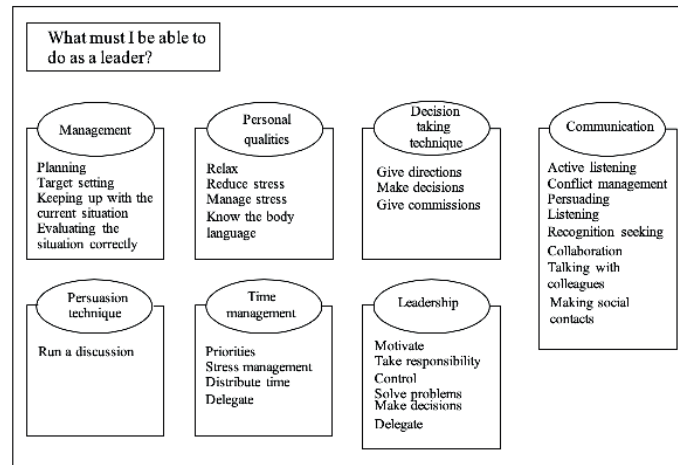 What must I be able to
do as a leader?
Management
Planning
Target setting
Keeping up with the
current situation
Evaluating the
situation correctly
Personal
qualities
Relax
Reduce stress
Manage stress
Know the body
language
Decision
taking
technique
Give directions
Make decisions
Give commissions
Communication
Active listening
Conflict management
Persuading
Listening
Recognition seeking
Collaboration
Talking with
colleagues
Making social
contacts
Persuasion
technique
Run a discussion
Time
management
Priorities
Stress management
Distribute time
Delegate
Leadership
Motivate
Take responsibility
Control
Solve problems
Make decisions
Delegate